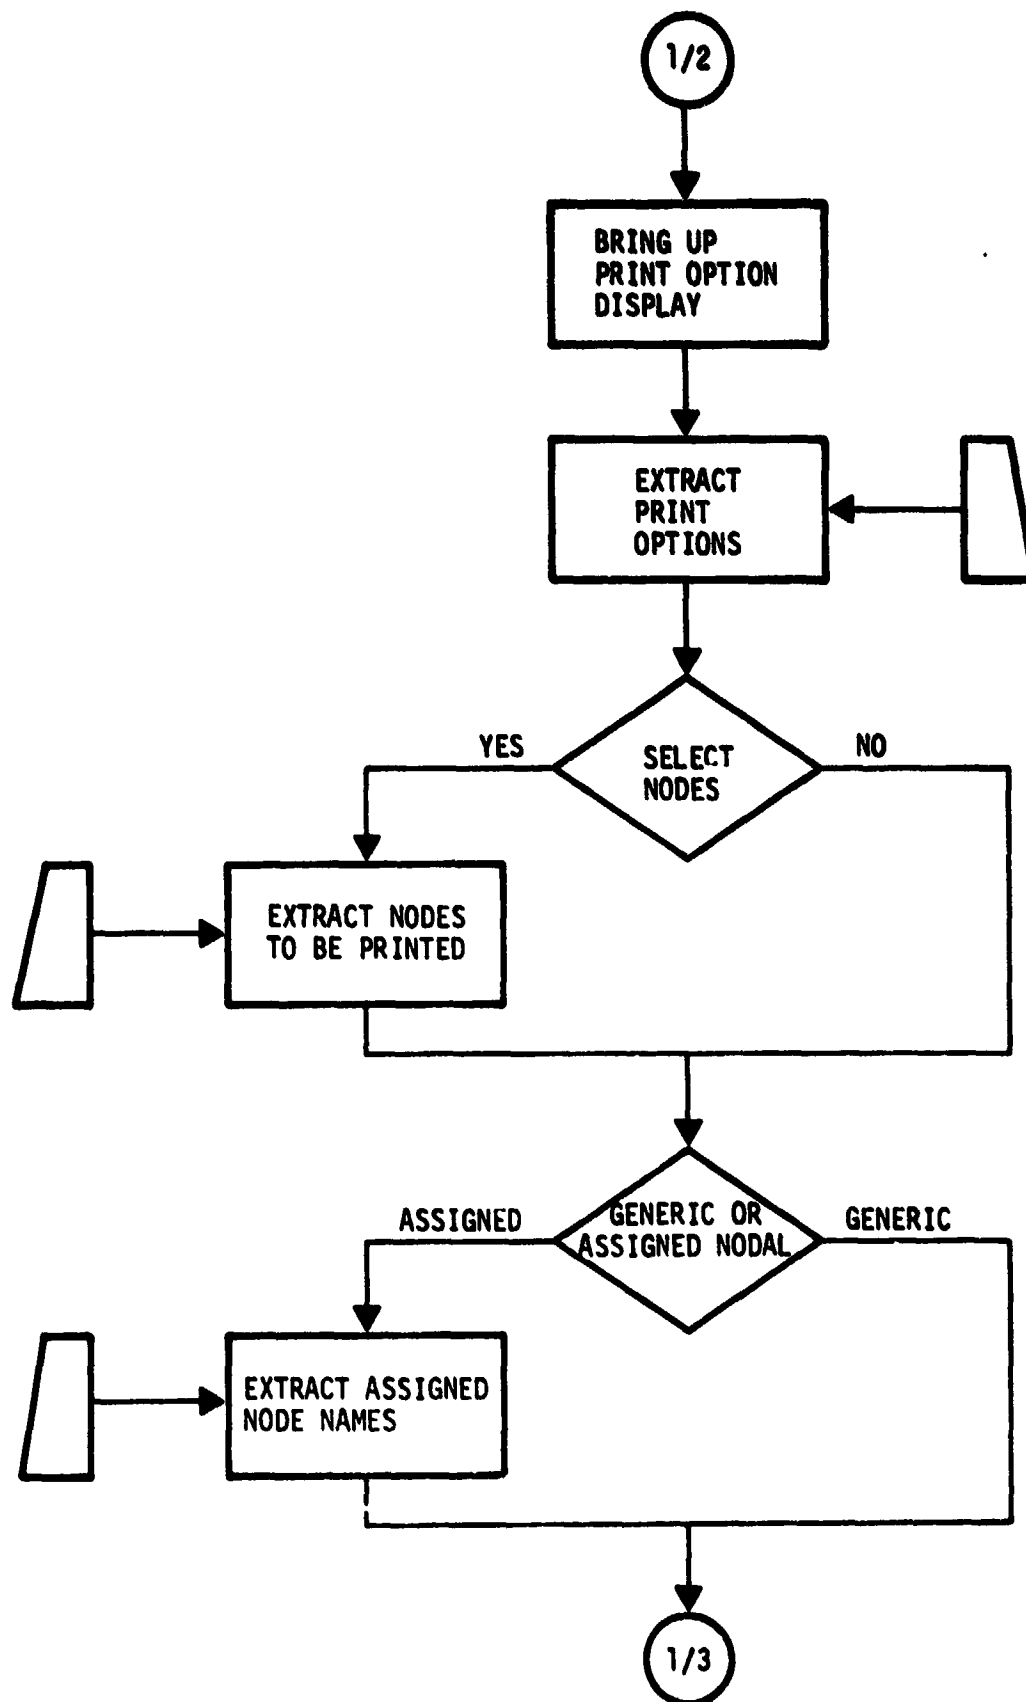 1/2
BRING UP
PRINT OPTION
DISPLAY
EXTRACT
PRINT
OPTIONS
YES
SELECT
NODES
NO
EXTRACT NODES
TO BE PRINTED
ASSIGNED
GENERIC OR
ASSIGNED NODAL
GENERIC
EXTRACT ASSIGNED
NODE NAMES
1/3